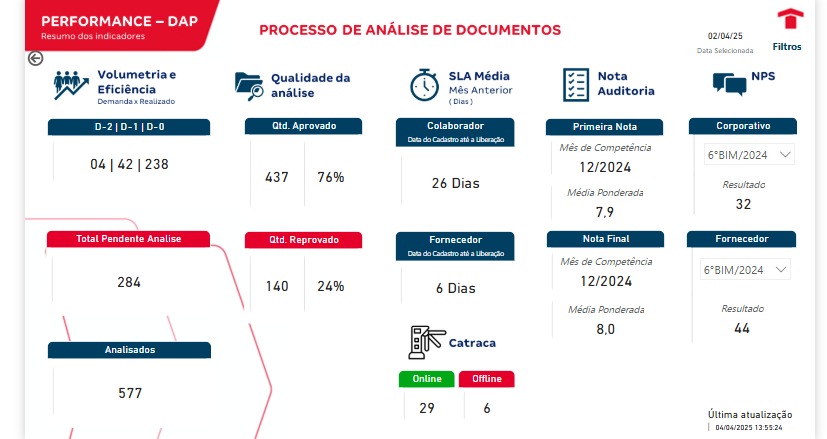 PERFORMANCE – DAP
Resumo dos indicadores
PROCESSO DE ANÁLISE DE DOCUMENTOS
02/04/25
Data Selecionada
Filtros
Volumetria e
Eficiência
Demanda x Realizado
D-2 | D-1 | D-0
04 | 42 | 238
Total Pendente Analise
284
Analisados
577
Qualidade da
análise
Qtd. Aprovado
437 76%
Qtd. Reprovado
140 24%
SLA Média
Mês Anterior
( Dias )
Colaborador
Data do Cadastro até a Liberação
26 Dias
Fornecedor
Data do Cadastro até a Liberação
6 Dias
Catraca
Online Offline
29 6
Nota
Auditoria
Primeira Nota
Mês de Competência
12/2024
Média Ponderada
7,9
Nota Final
Mês de Competência
12/2024
Média Ponderada
8,0
NPS
Corporativo
6°BIM/2024
Resultado
32
Fornecedor
6°BIM/2024
Resultado
44
Última atualização
04/04/2025 13:55:24